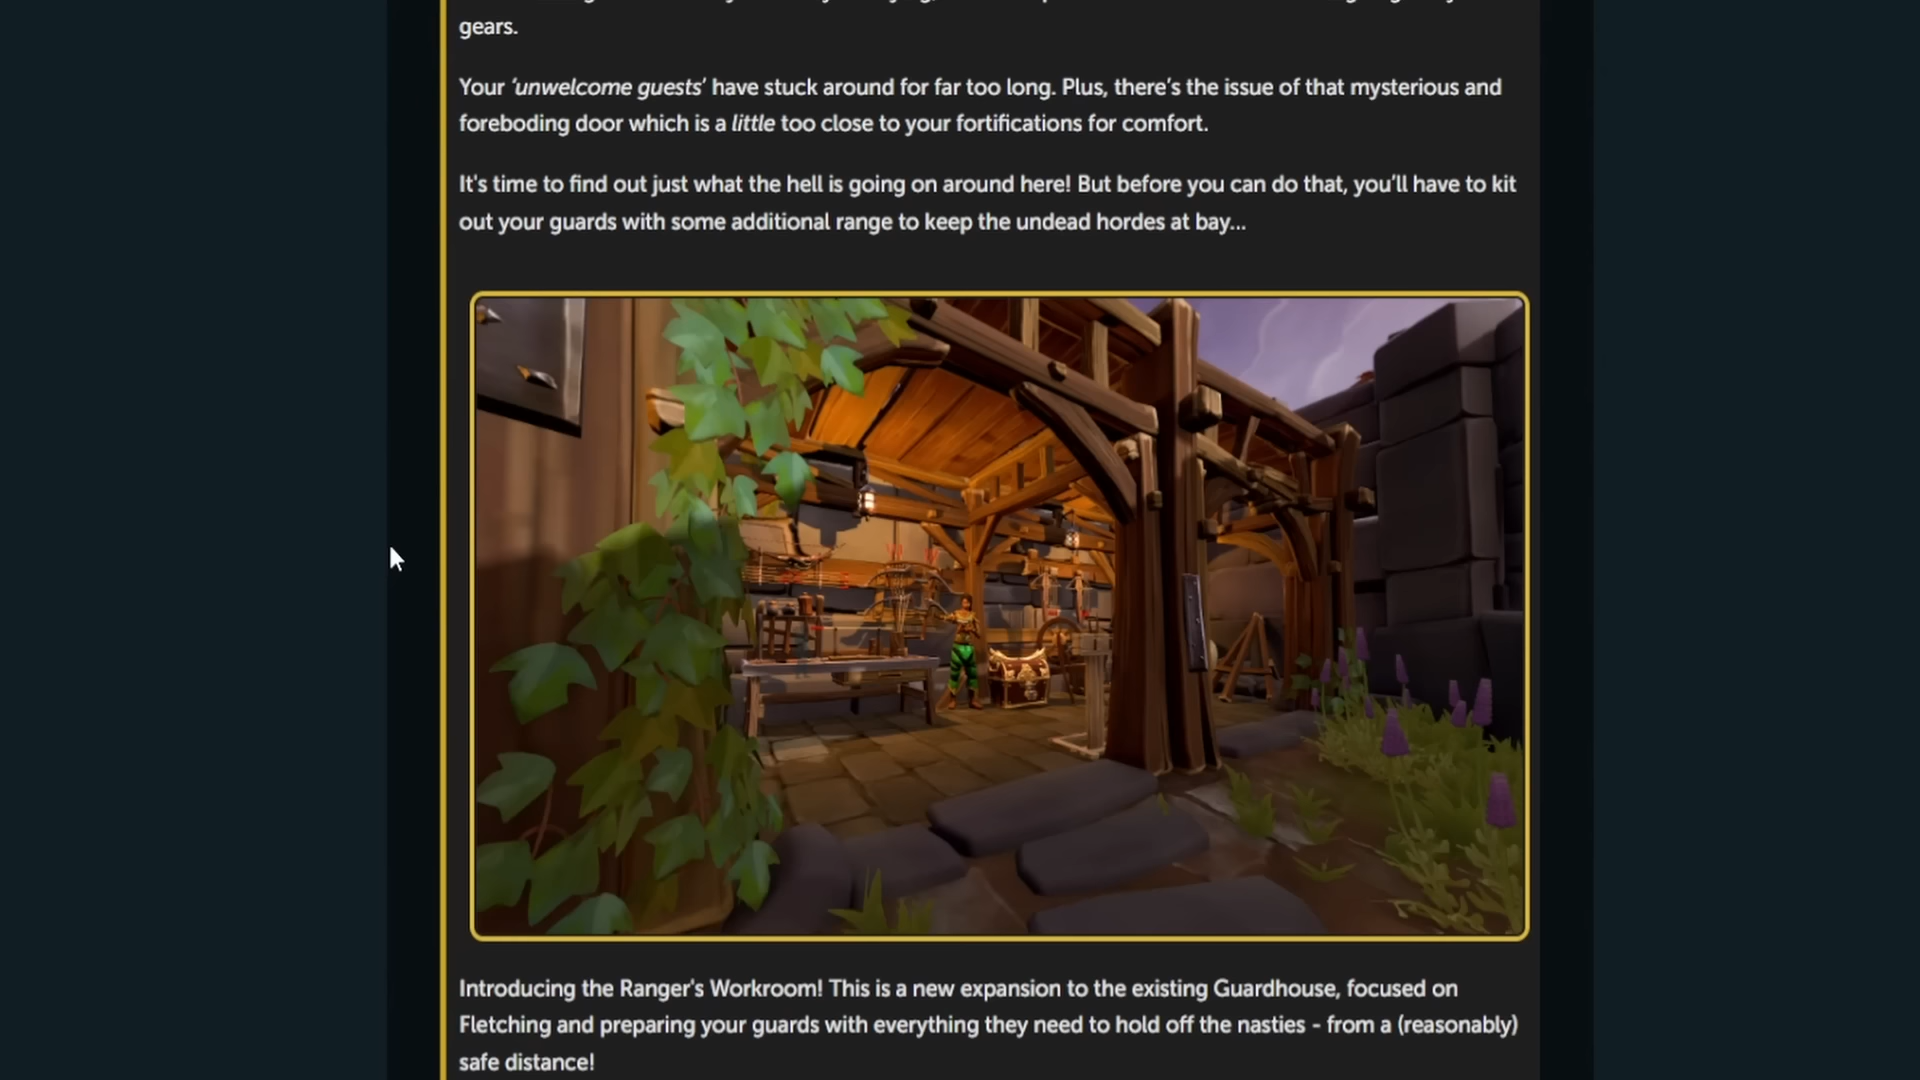 gears.
Your ‘unwelcome guests’ have stuck around for far too long. Plus, there’s the issue of that mysterious and
foreboding door which is a little too close to your fortifications for comfort.
It's time to find out just what the hell is going on around here! But before you can do that, you’ll have to kit
out your guards with some additional range to keep the undead hordes at bay...
Introducing the Ranger's Workroom! This is a new expansion to the existing Guardhouse, focused on
Fletching and preparing your guards with everything they need to hold off the nasties - from a (reasonably)
safe distance!